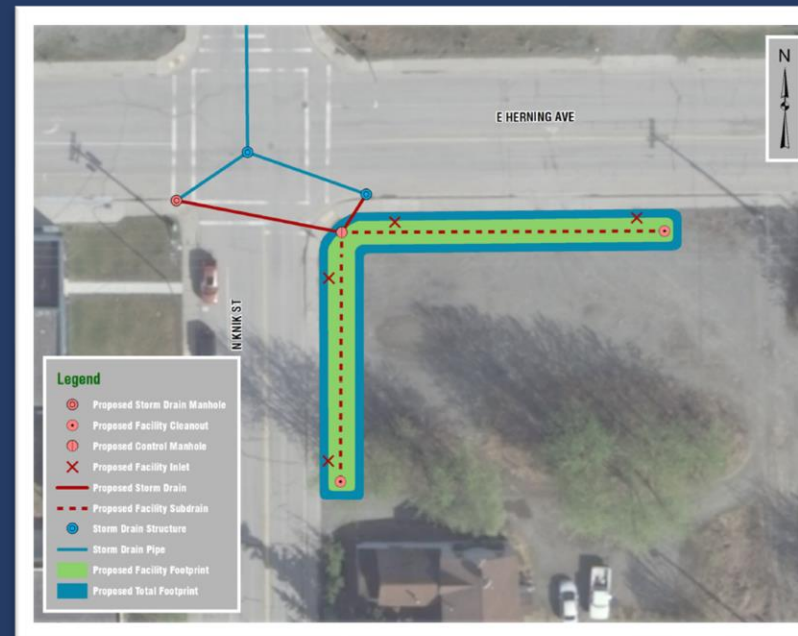 N
E HERNING AVE
N KNIK ST
Legend
Proposed Storm Drain Manhole
Proposed Facility Cleanout
Proposed Control Manhole
Proposed Facility Inlet
Proposed Storm Drain
Proposed Facility Subdrain
Storm Drain Structure
Storm Drain Pipe
Proposed Facility Footprint
Proposed Total Footprint